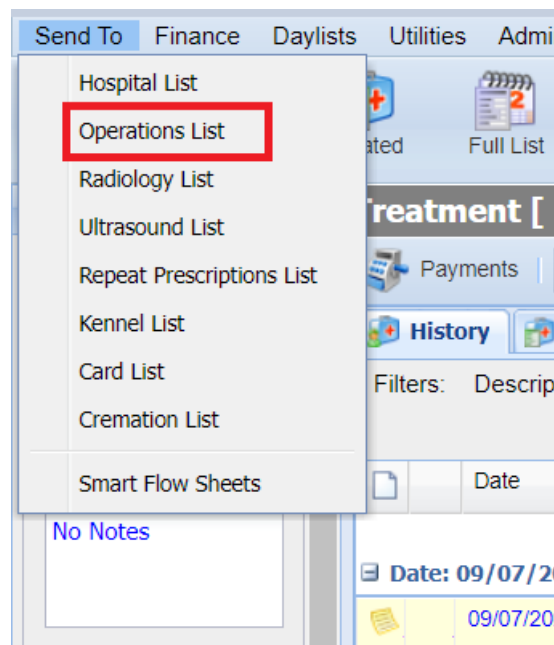 Send To Finance Daylists Utilities
Hospital List
Operations List
Radiology List
Ultrasound List
Repeat Prescriptions List
Kennel List
Card List
Cremation List
Smart Flow Sheets
2
Full List
[
Payments
History
Filters:
Date
No Notes
Date: 09/07/20
09/07/20